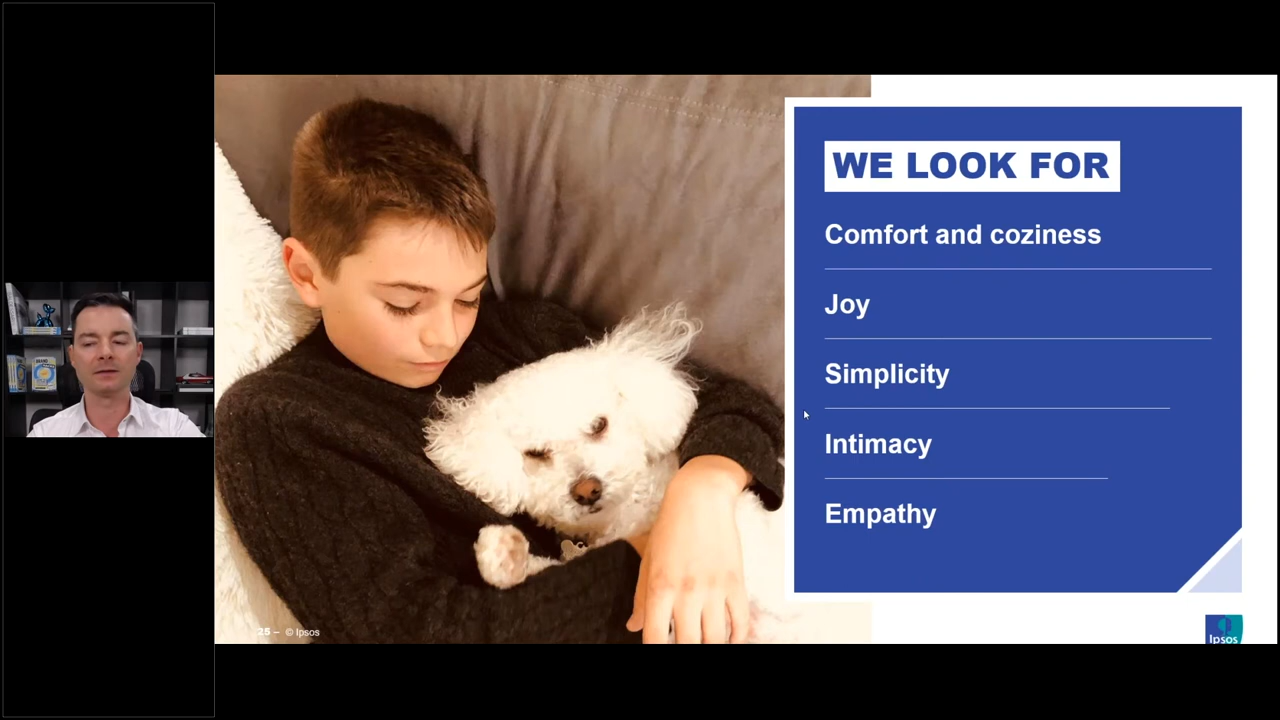 WE LOOK FOR
Comfort and coziness
Joy
Simplicity
Intimacy
Empathy
25 – © Ipsos
Ipsos